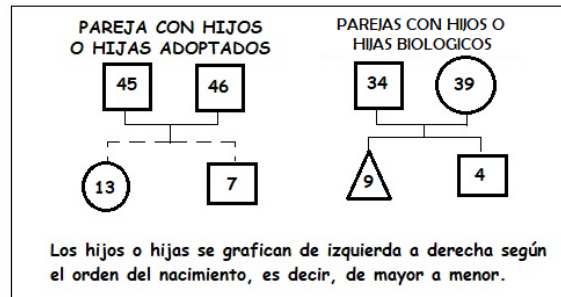 PAREJA CON HIJOS
O HIJAS ADOPTADOS
45
46
13
7
PAREJAS CON HIJOS O
HIJAS BIOLOGICOS
34
39
9
4
Los hijos o hijas se grafican de izquierda a derecha según
el orden del nacimiento, es decir, de mayor a menor.